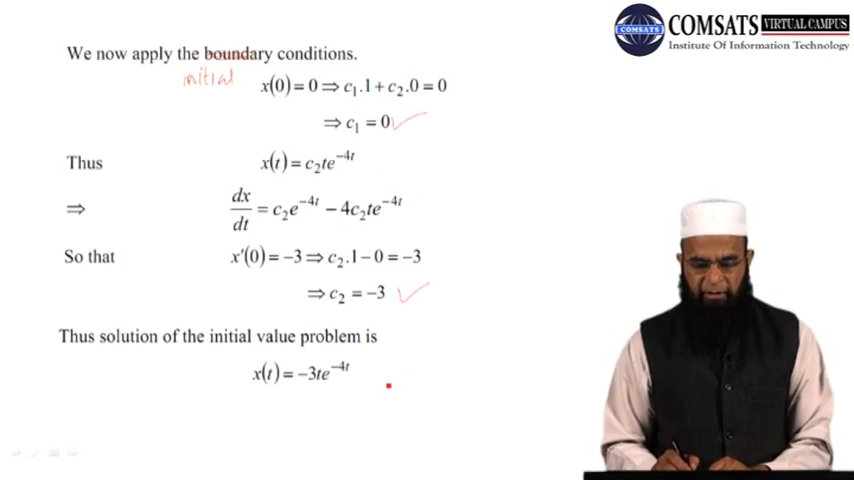 COMSATS VIRTUAL CAMPUS
COMSATS Institute Of Information Technology
We now apply the boundary conditions.
initial
x(0) = 0 ⇒ c₁.1 + c₂.0 = 0
⇒ c₁ = 0 ✓
Thus x(t) = c₂te⁻⁴ᵗ
⇒ dx/dt = c₂e⁻⁴ᵗ − 4c₂te⁻⁴ᵗ
So that x′(0) = −3 ⇒ c₂.1 − 0 = −3
⇒ c₂ = −3 ✓
Thus solution of the initial value problem is
x(t) = −3te⁻⁴ᵗ